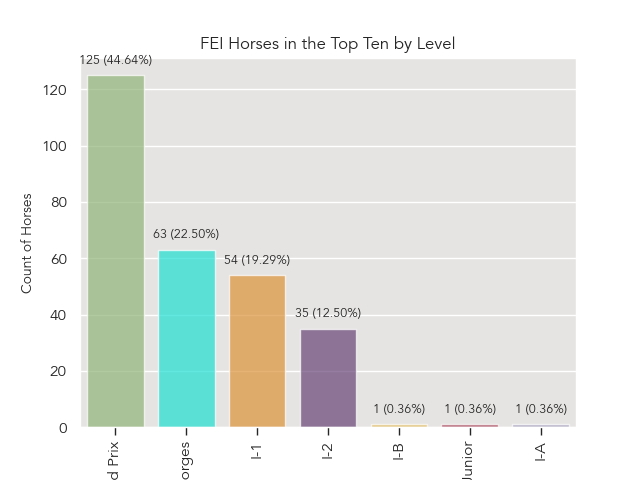 FEI Horses in the Top Ten by Level
125 (44.64%)
63 (22.50%)
54 (19.29%)
35 (12.50%)
1 (0.36%)
1 (0.36%)
1 (0.36%)
Count of Horses
120
100
80
60
40
20
0
d Prix
orges
I-1
I-2
I-B
Junior
I-A